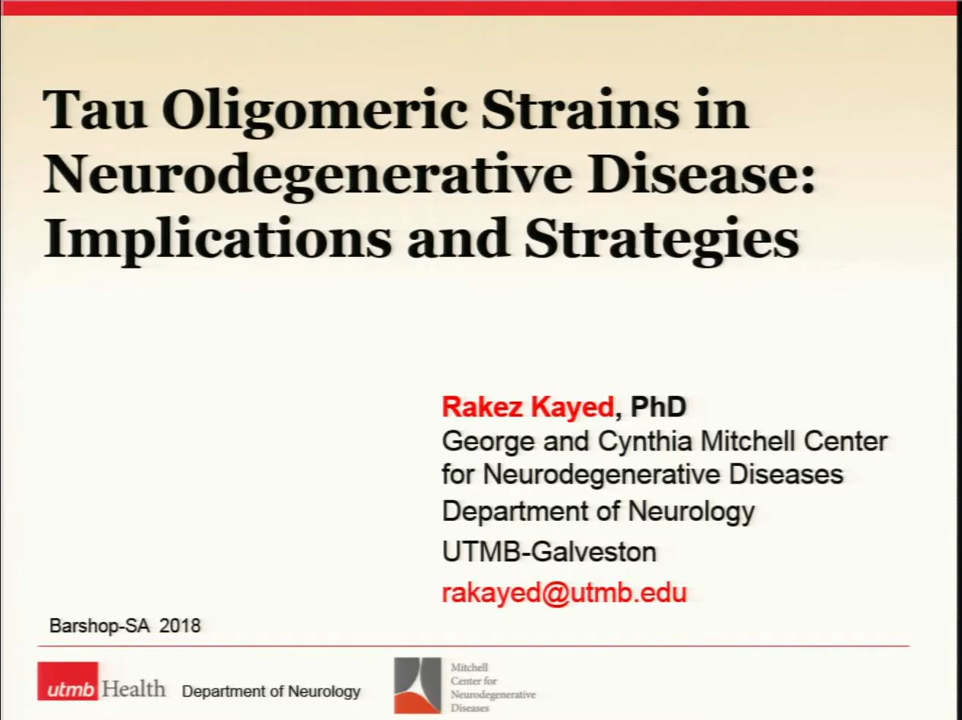 Tau Oligomeric Strains in
Neurodegenerative Disease:
Implications and Strategies
Rakez Kayed, PhD
George and Cynthia Mitchell Center
for Neurodegenerative Diseases
Department of Neurology
UTMB-Galveston
rakayed@utmb.edu
Barshop-SA 2018
utmb Health Department of Neurology
Mitchell
Center for
Neurodegenerative
Diseases